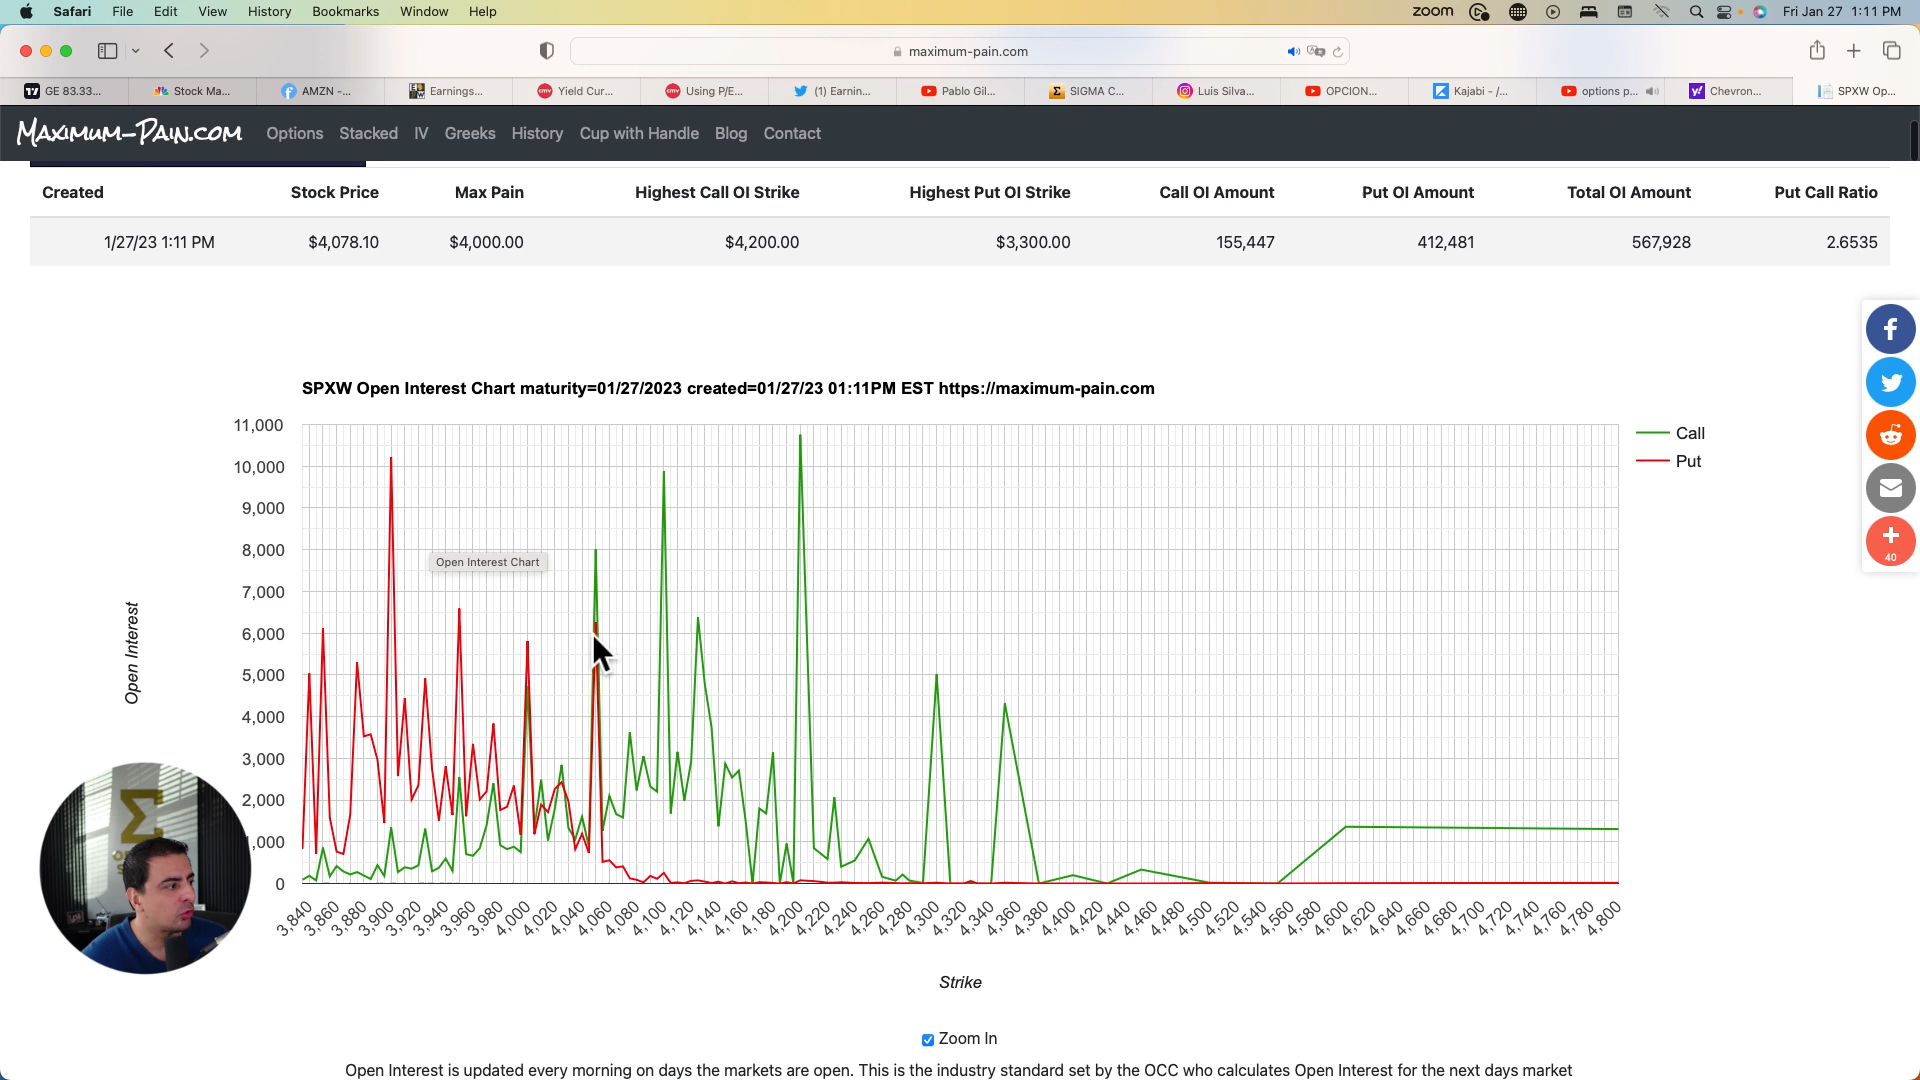 Safari File Edit View History Bookmarks Window Help zoom Fri Jan 27 1:11 PM
maximum-pain.com
GE 83.33... Stock Ma... AMZN -... Earnings... Yield Cur... Using P/E... (1) Earnin... Pablo Gil... SIGMA C... Luis Silva... OPCION... Kajabi - /... options p... Chevron... SPXW Op...
Maximum-Pain.com Options Stacked IV Greeks History Cup with Handle Blog Contact
Created Stock Price Max Pain Highest Call OI Strike Highest Put OI Strike Call OI Amount Put OI Amount Total OI Amount Put Call Ratio
1/27/23 1:11 PM $4,078.10 $4,000.00 $4,200.00 $3,300.00 155,447 412,481 567,928 2.6535
SPXW Open Interest Chart maturity=01/27/2023 created=01/27/23 01:11PM EST https://maximum-pain.com
11,000
10,000
9,000
8,000
7,000
6,000
5,000
4,000
3,000
2,000
1,000
0
Open Interest
Open Interest Chart
Call
Put
40
3,840 3,860 3,880 3,900 3,920 3,940 3,960 3,980 4,000 4,020 4,040 4,060 4,080 4,100 4,120 4,140 4,160 4,180 4,200 4,220 4,240 4,260 4,280 4,300 4,320 4,340 4,360 4,380 4,400 4,420 4,440 4,460 4,480 4,500 4,520 4,540 4,560 4,580 4,600 4,620 4,640 4,660 4,680 4,700 4,720 4,740 4,760 4,780 4,800
Strike
Zoom In
Open Interest is updated every morning on days the markets are open. This is the industry standard set by the OCC who calculates Open Interest for the next days market